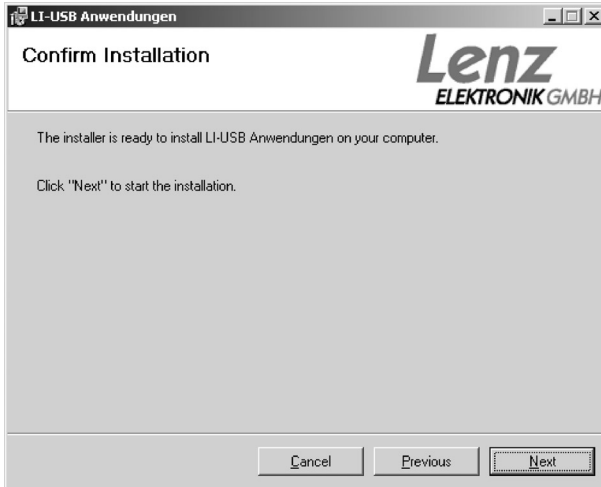 LI-USB Anwendungen
Confirm Installation
Lenz
ELEKTRONIK GMBH
The installer is ready to install LI-USB Anwendungen on your computer.
Click "Next" to start the installation.
Cancel
Previous
Next